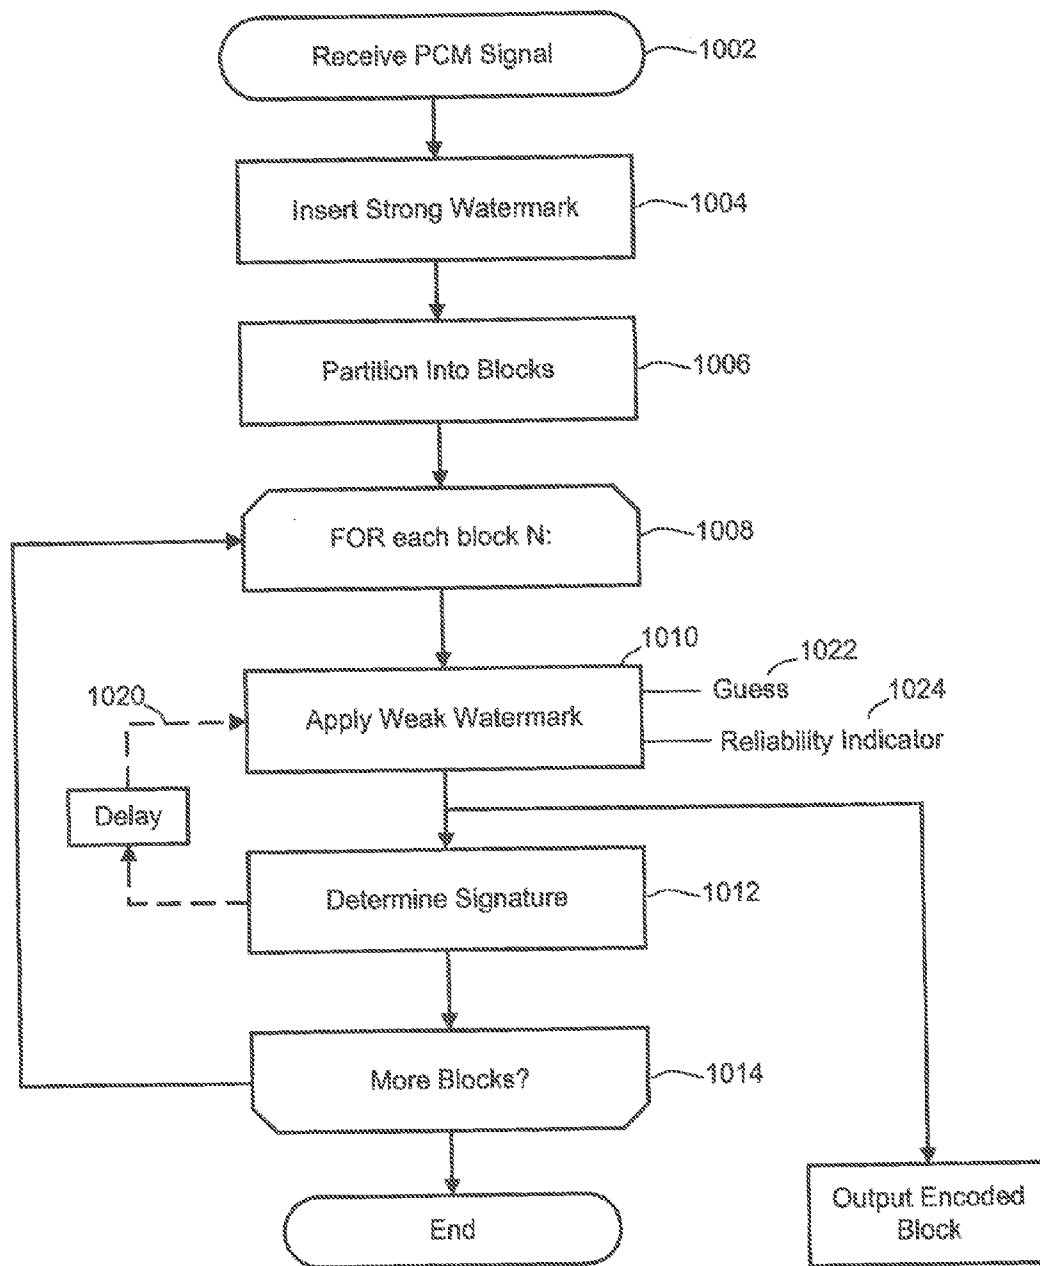 Receive PCM Signal
1002
Insert Strong Watermark
1004
Partition Into Blocks
1006
FOR each block N:
1008
1010
Guess
1022
1024
1020
Apply Weak Watermark
Reliability Indicator
Delay
Determine Signature
1012
More Blocks?
1014
End
Output Encoded
Block